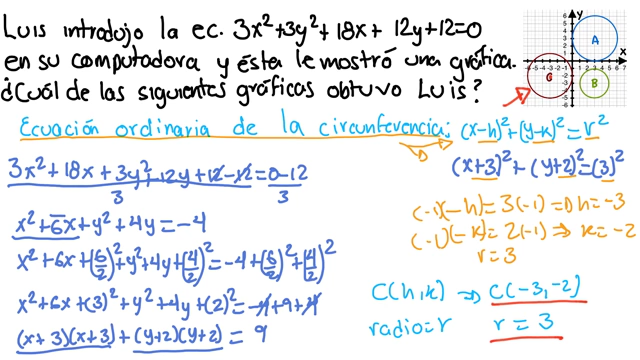 Luis introdujo la ec. 3x²+3y²+18x+12y+12=0
en su computadora y ésta le mostró una gráfica.
¿Cuál de las siguientes gráficas obtuvo Luis?
Ecuación ordinaria de la circunferencia: (x-h)²+(y-k)²=r²
(x+3)²+(y+2)²=(3)²
3x²+18x+3y²+12y+12-12=0-12
3 3
x²+6x+y²+4y=-4
x²+6x+(6/2)²+y²+4y+(4/2)²=-4+(6/2)²+(4/2)²
x²+6x+(3)²+y²+4y+(2)²=-4+9+4
(x+3)(x+3)+(y+2)(y+2)=9
(-1)(-h)=3(-1)⇒h=-3
(-1)(-k)=2(-1)⇒k=-2
r=3
C(h,k)⇒C(-3,-2)
radio=r r=3
y
x
A
B
C